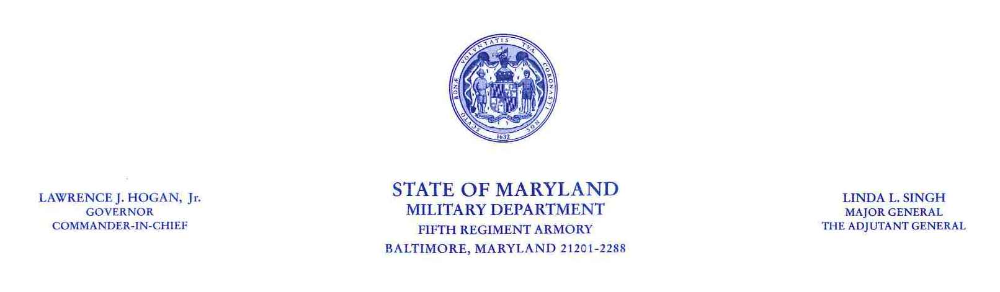 SCVTO BONÆ VOLVNTATIS TVÆ CORONASTI NOS
1632
STATE OF MARYLAND
MILITARY DEPARTMENT
FIFTH REGIMENT ARMORY
BALTIMORE, MARYLAND 21201-2288
LAWRENCE J. HOGAN, Jr.
GOVERNOR
COMMANDER-IN-CHIEF
LINDA L. SINGH
MAJOR GENERAL
THE ADJUTANT GENERAL